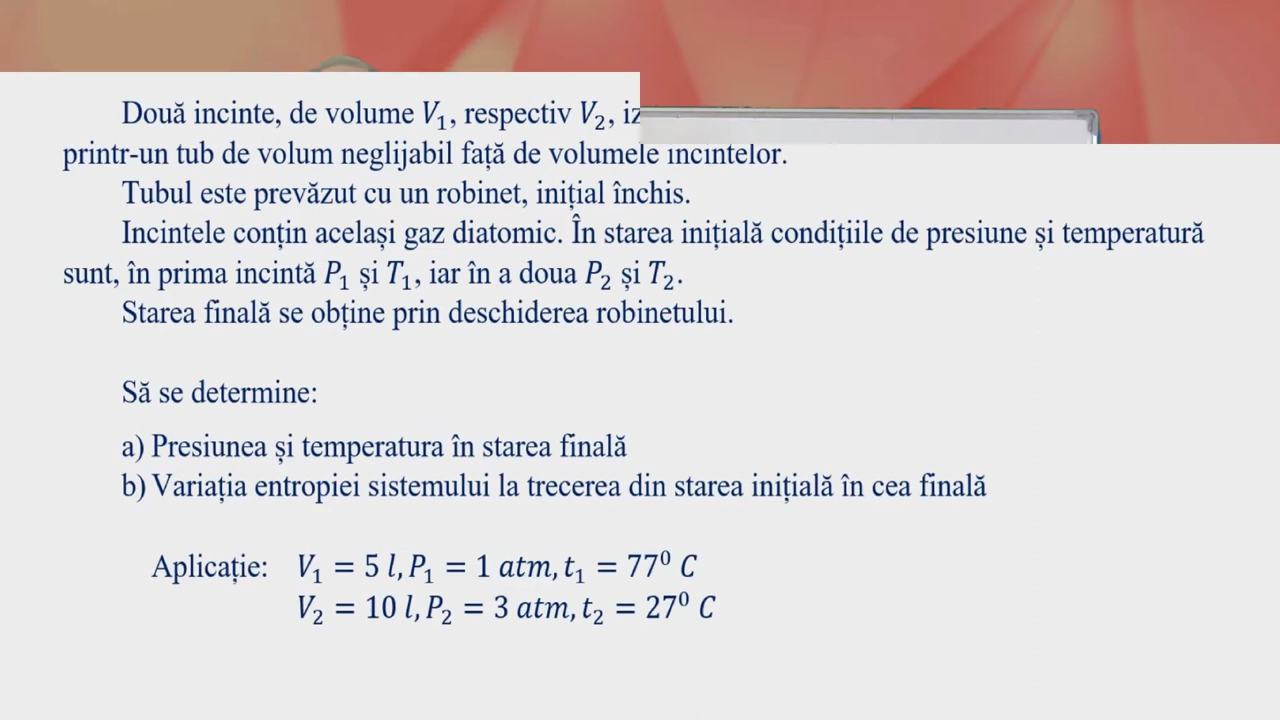 Două incinte, de volume V₁, respectiv V₂,
printr-un tub de volum neglijabil față de volumele incintelor.
Tubul este prevăzut cu un robinet, inițial închis.
Incintele conțin același gaz diatomic. În starea inițială condițiile de presiune și temperatură
sunt, în prima incintă P₁ și T₁, iar în a doua P₂ și T₂.
Starea finală se obține prin deschiderea robinetului.
Să se determine:
a) Presiunea și temperatura în starea finală
b) Variația entropiei sistemului la trecerea din starea inițială în cea finală
Aplicație: V₁ = 5 l, P₁ = 1 atm, t₁ = 77⁰ C
V₂ = 10 l, P₂ = 3 atm, t₂ = 27⁰ C